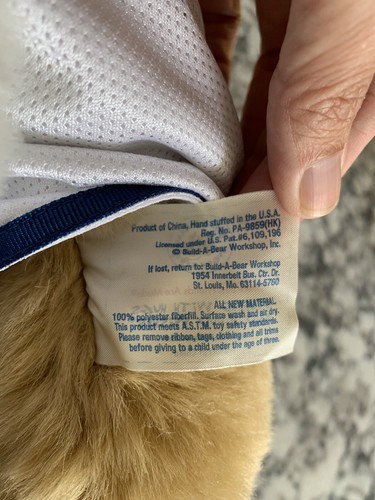 Product of China, Hand stuffed in the U.S.A.
Reg. No. PA-9859(HK)
Licensed under U.S. Pat.#6,109,196
© Build-A-Bear Workshop, Inc.
If lost, return to: Build-A-Bear Workshop
1954 Innerbelt Bus. Ctr. Dr.
St. Louis, Mo. 63114-5760
ALL NEW MATERIAL
100% polyester fiberfill. Surface wash and air dry.
This product meets A.S.T.M. toy safety standards.
Please remove ribbon, tags, clothing and all trims
before giving to a child under the age of three.